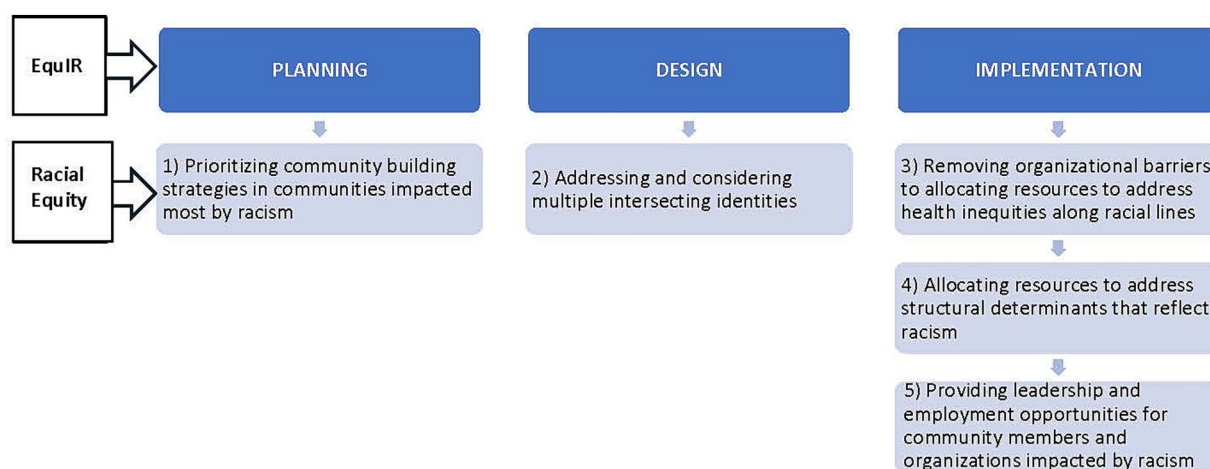 EquIR
PLANNING
DESIGN
IMPLEMENTATION
Racial
Equity
1) Prioritizing community building
strategies in communities impacted
most by racism
2) Addressing and considering
multiple intersecting identities
3) Removing organizational barriers
to allocating resources to address
health inequities along racial lines
4) Allocating resources to address
structural determinants that reflect
racism
5) Providing leadership and
employment opportunities for
community members and
organizations impacted by racism